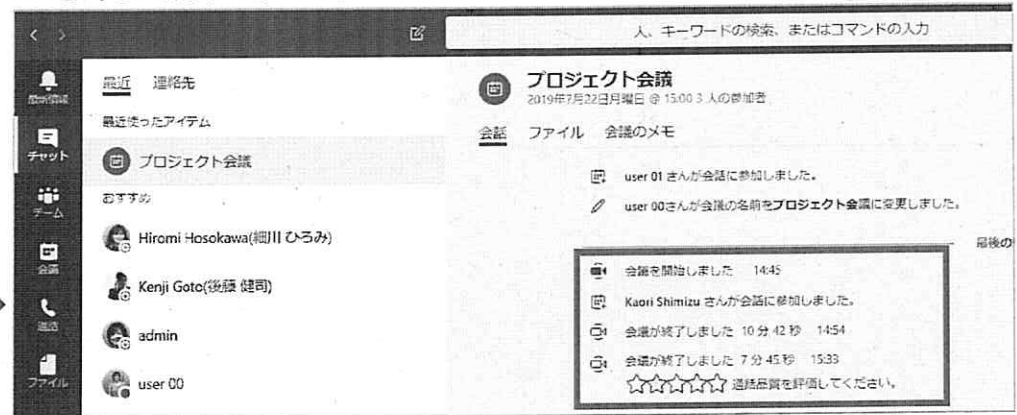 人、キーワードの検索、またはコマンドの入力
最新情報
チャット
チーム
会議
通話
ファイル
最近 連絡先
最近使ったアイテム
プロジェクト会議
おすすめ
Hiromi Hosokawa(細川 ひろみ)
Kenji Goto(後藤 健司)
admin
user 00
プロジェクト会議
2019年7月22日月曜日 @ 15:00 3 人の参加者
会話 ファイル 会議のメモ
user 01 さんが会話に参加しました。
user 00さんが会議の名前をプロジェクト会議に変更しました。
最後の
会議を開始しました 14:45
Kaori Shimizu さんが会話に参加しました。
会議が終了しました 10 分 42 秒 14:54
会議が終了しました 7 分 45 秒 15:33
通話品質を評価してください。